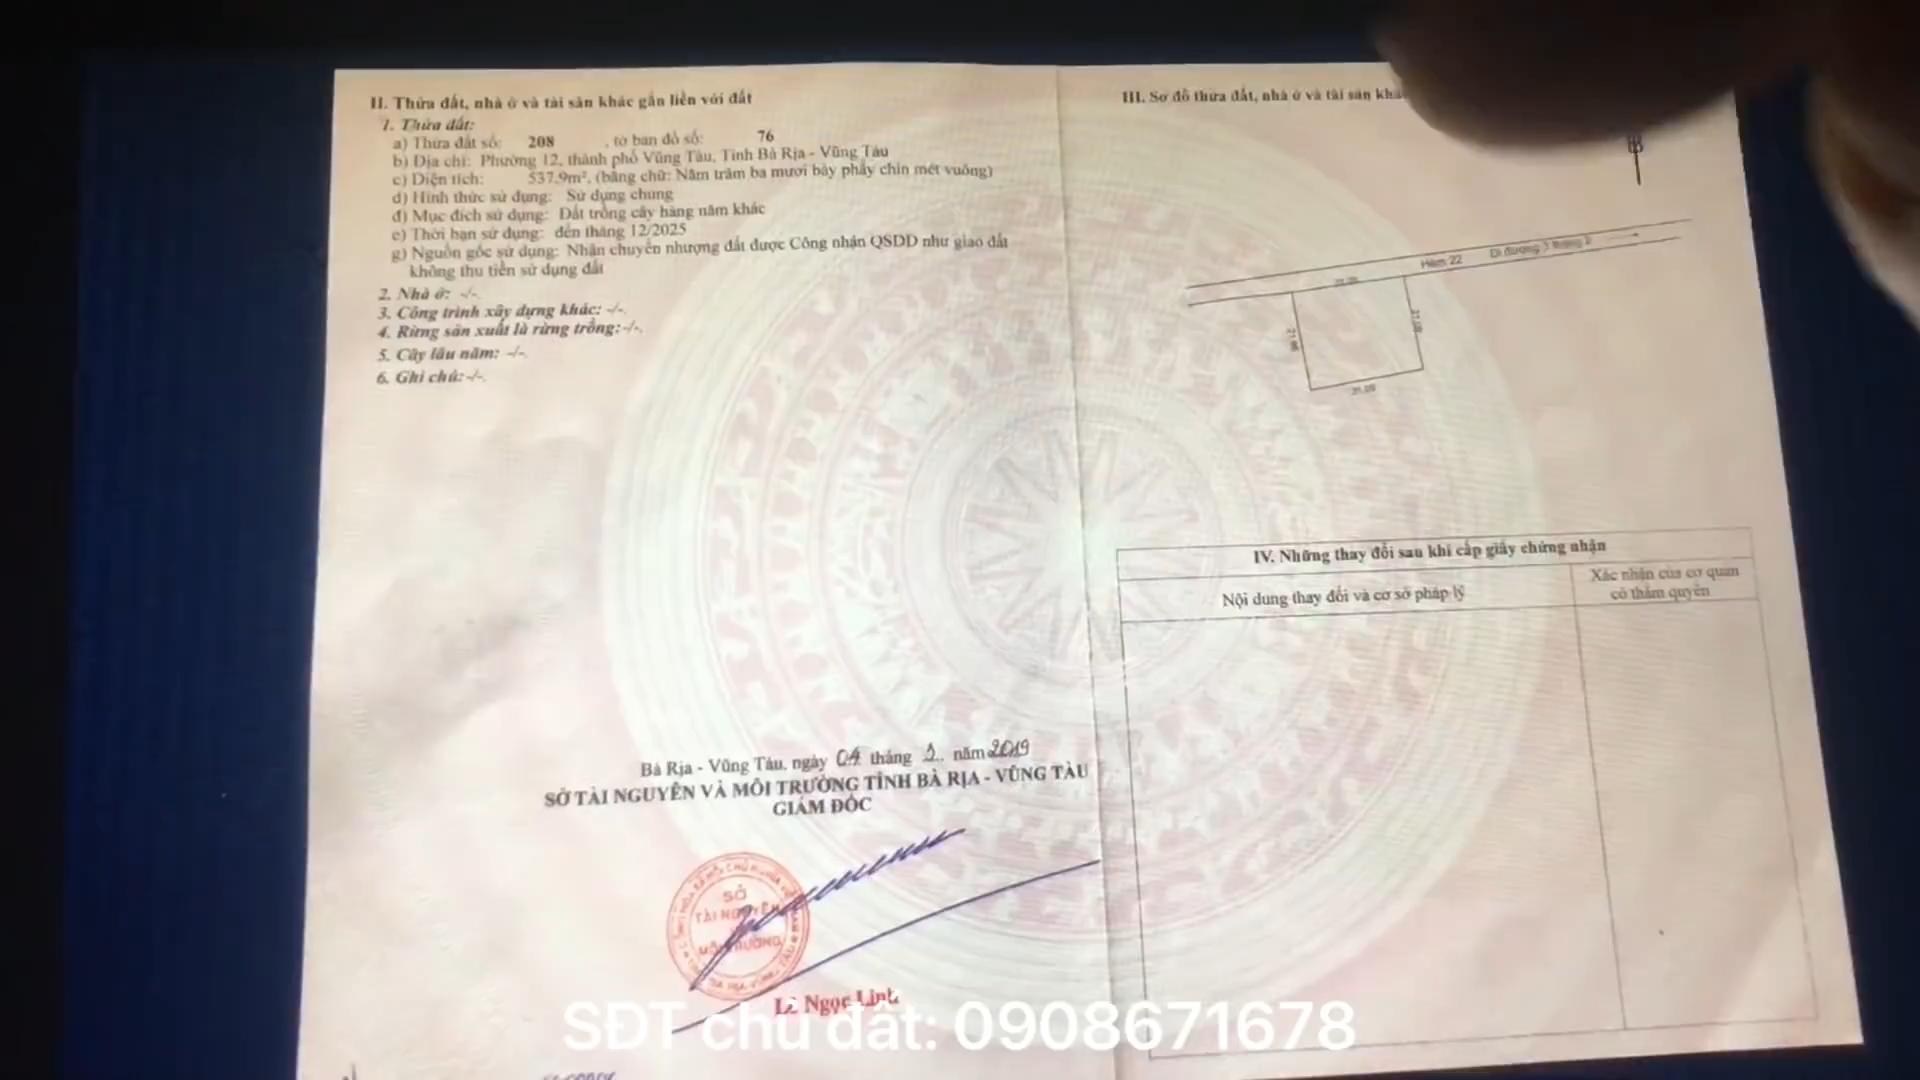 II. Thửa đất, nhà ở và tài sản khác gắn liền với đất
1. Thửa đất:
a) Thửa đất số: 208 , tờ bản đồ số: 76
b) Địa chỉ: Phường 12, thành phố Vũng Tàu, Tỉnh Bà Rịa - Vũng Tàu
c) Diện tích: 537.9m², (bằng chữ: Năm trăm ba mươi bảy phẩy chín mét vuông)
d) Hình thức sử dụng: Sử dụng chung
đ) Mục đích sử dụng: Đất trồng cây hàng năm khác
e) Thời hạn sử dụng: đến tháng 12/2025
g) Nguồn gốc sử dụng: Nhận chuyển nhượng đất được Công nhận QSDĐ như giao đất
không thu tiền sử dụng đất
2. Nhà ở: -/-.
3. Công trình xây dựng khác: -/-.
4. Rừng sản xuất là rừng trồng: -/-.
5. Cây lâu năm: -/-.
6. Ghi chú: -/-.
Bà Rịa - Vũng Tàu, ngày 04 tháng năm 2019
SỞ TÀI NGUYÊN VÀ MÔI TRƯỜNG TỈNH BÀ RỊA - VŨNG TÀU
GIÁM ĐỐC
SỞ
TÀI NGUYÊN
MÔI TRƯỜNG
Lê Ngọc Linh
III. Sơ đồ thửa đất, nhà ở và tài sản
Hẻm 22 Đi đường 3 tháng 2
IV. Những thay đổi sau khi cấp giấy chứng nhận
Nội dung thay đổi và cơ sở pháp lý
Xác nhận của cơ quan
có thẩm quyền
SĐT chủ đất: 0908671678